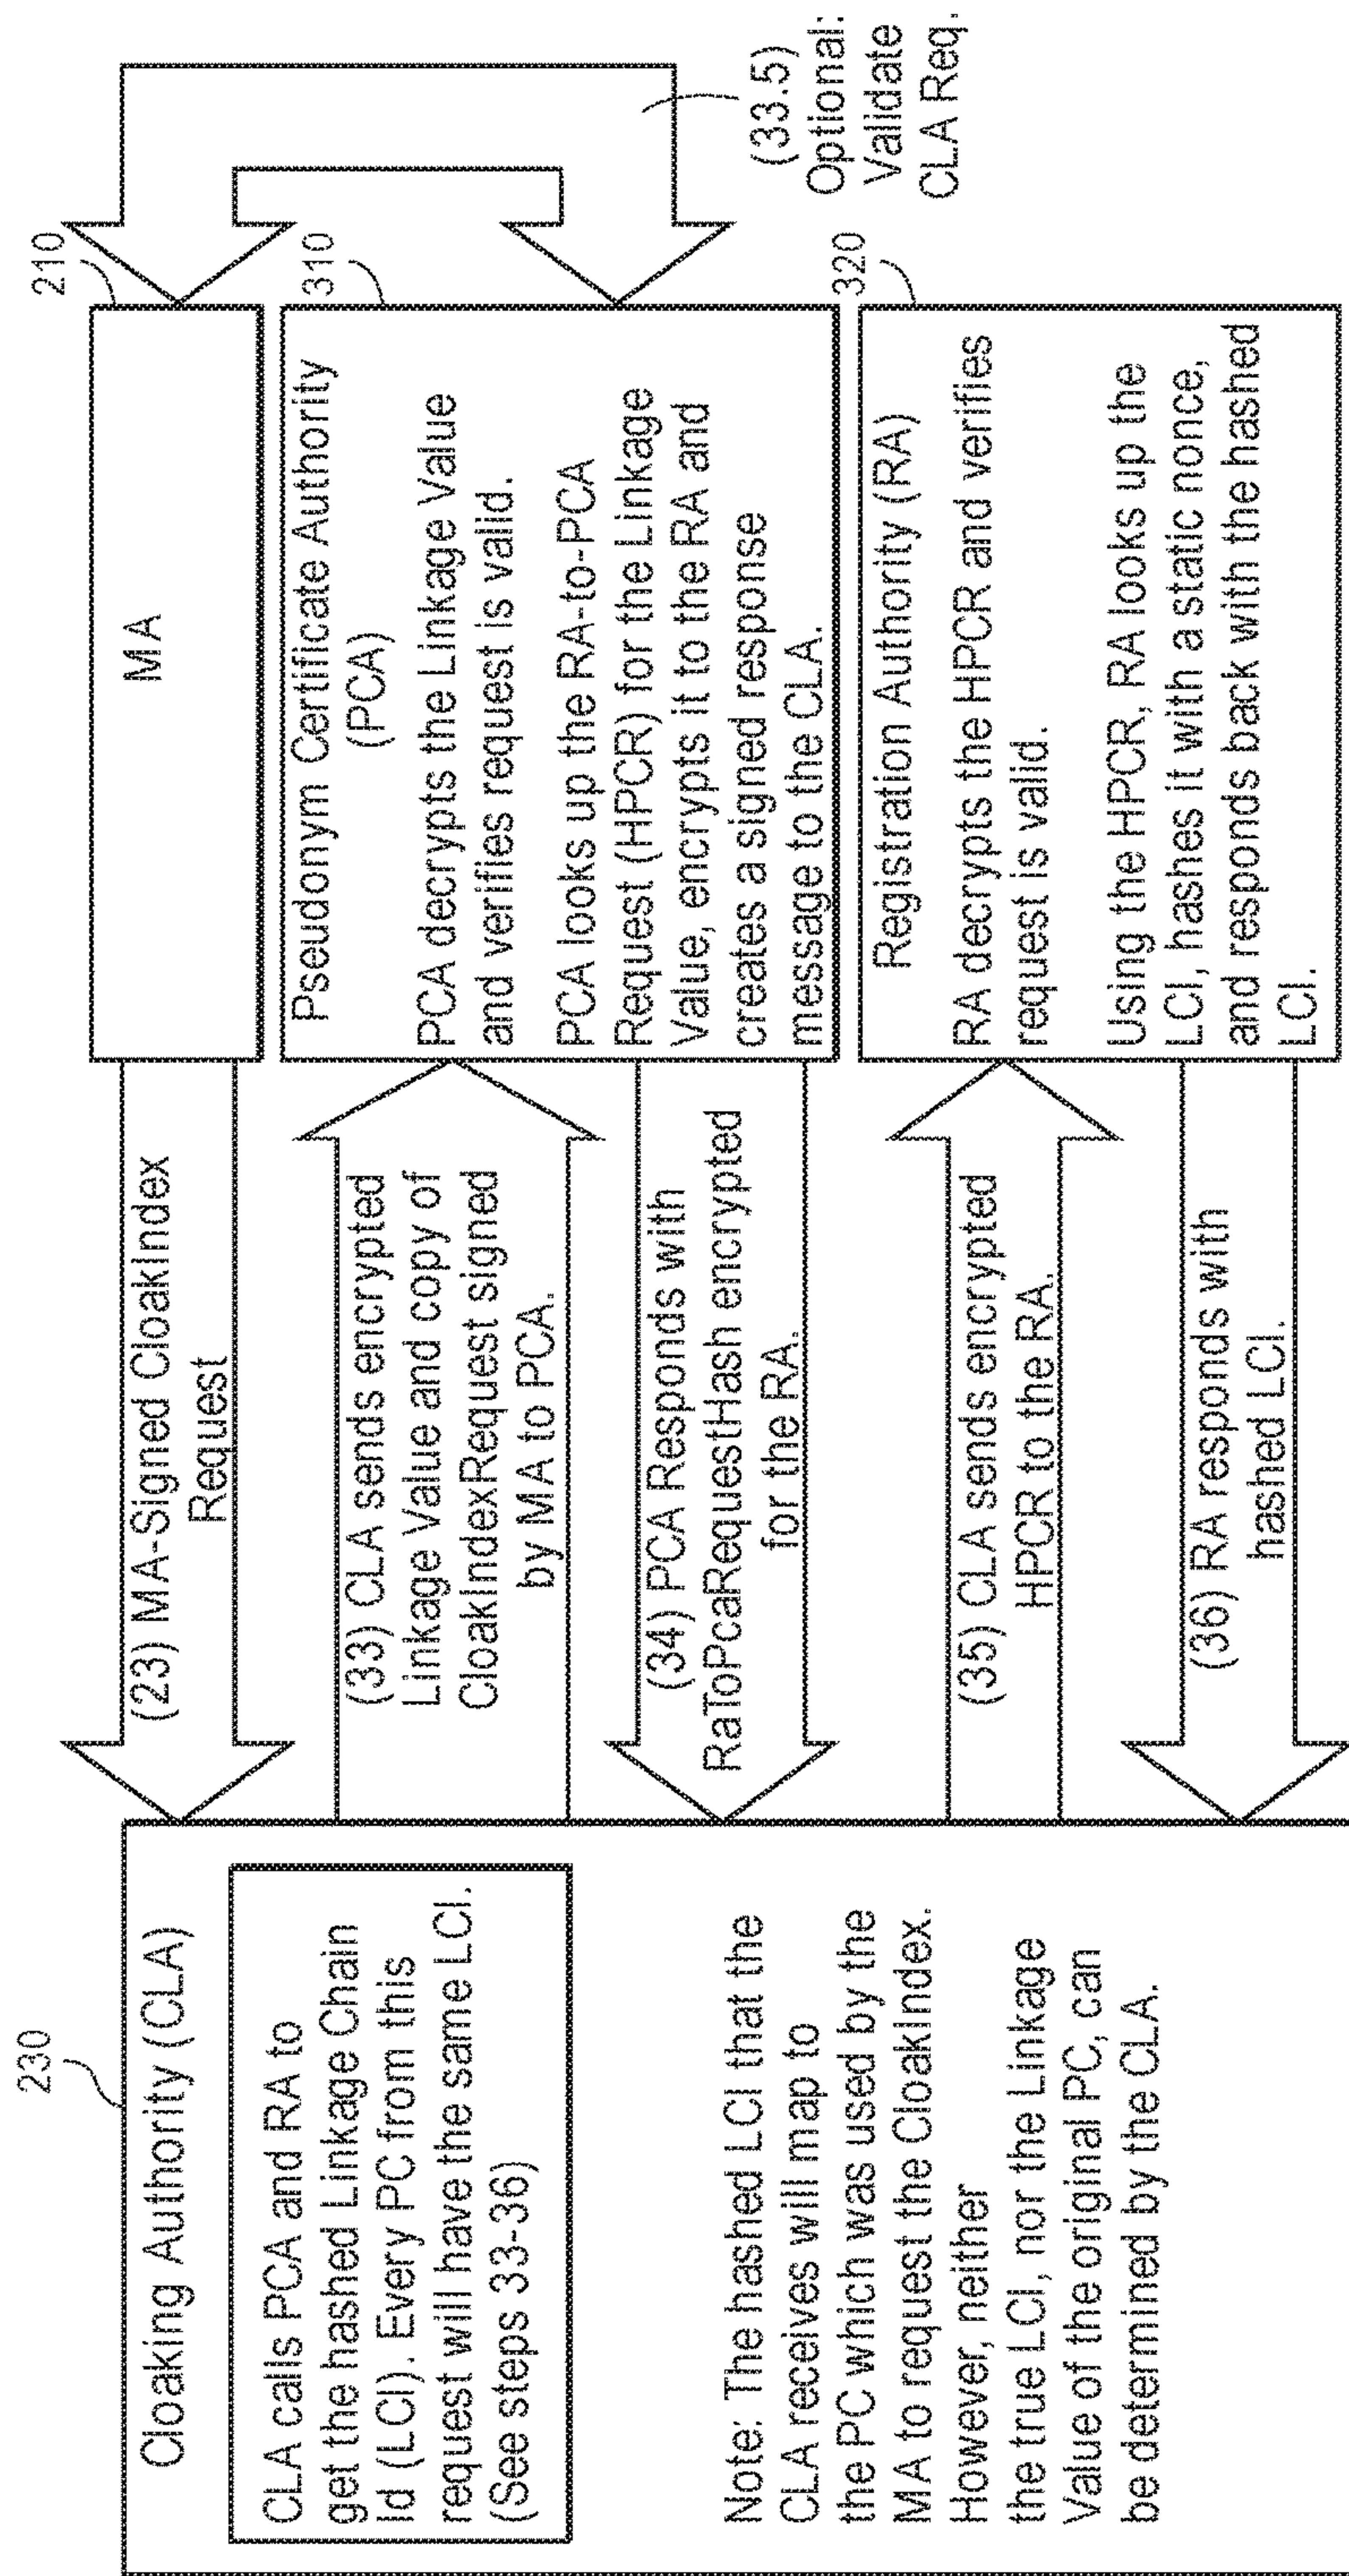 230
Cloaking Authority (CLA)
CLA calls PCA and RA to
get the hashed Linkage Chain
Id (LCI). Every PC from this
request will have the same LCI.
(See steps 33-36)
Note: The hashed LCI that the
CLA receives will map to
the PC which was used by the
MA to request the CloakIndex.
However, neither
the true LCI, nor the Linkage
Value of the original PC, can
be determined by the CLA.
(23) MA-Signed CloakIndex
Request
(33) CLA sends encrypted
Linkage Value and copy of
CloakIndexRequest signed
by MA to PCA.
(34) PCA Responds with
RaToPcaRequestHash encrypted
for the RA.
(35) CLA sends encrypted
HPCR to the RA.
(36) RA responds with
hashed LCI.
210
MA
310
Pseudonym Certificate Authority
(PCA)
PCA decrypts the Linkage Value
and verifies request is valid.
PCA looks up the RA-to-PCA
Request (HPCR) for the Linkage
Value, encrypts it to the RA and
creates a signed response
message to the CLA.
320
Registration Authority (RA)
RA decrypts the HPCR and verifies
request is valid.
Using the HPCR, RA looks up the
LCI, hashes it with a static nonce,
and responds back with the hashed
LCI.
(33.5)
Optional:
Validate
CLA Req.